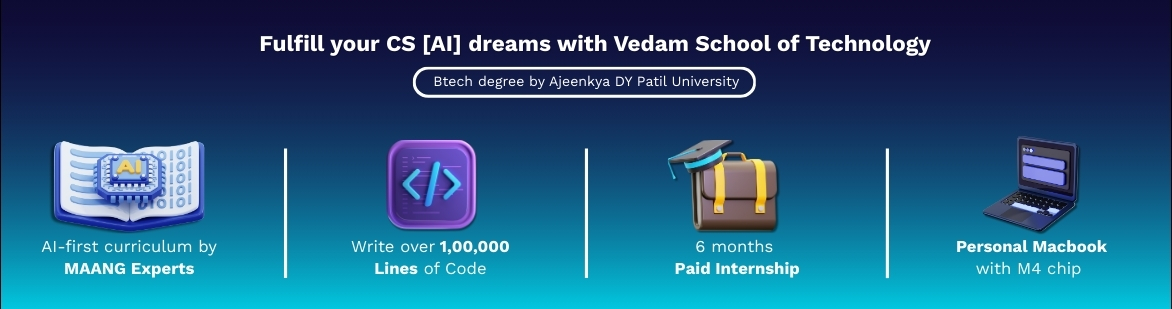 Fulfill your CS [AI] dreams with Vedam School of Technology
Btech degree by Ajeenkya DY Patil University
AI
AI-first curriculum by
MAANG Experts
Write over 1,00,000
Lines of Code
6 months
Paid Internship
Personal Macbook
with M4 chip